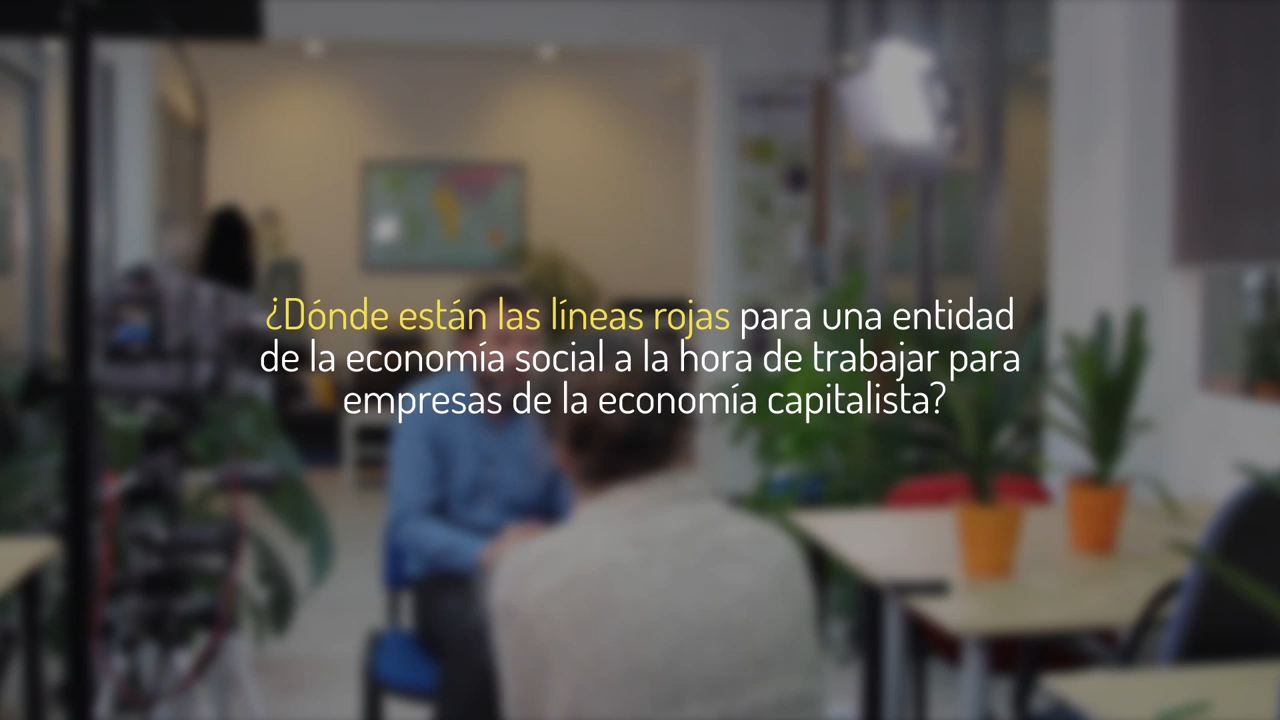 ¿Dónde están las líneas rojas para una entidad
de la economía social a la hora de trabajar para
empresas de la economía capitalista?